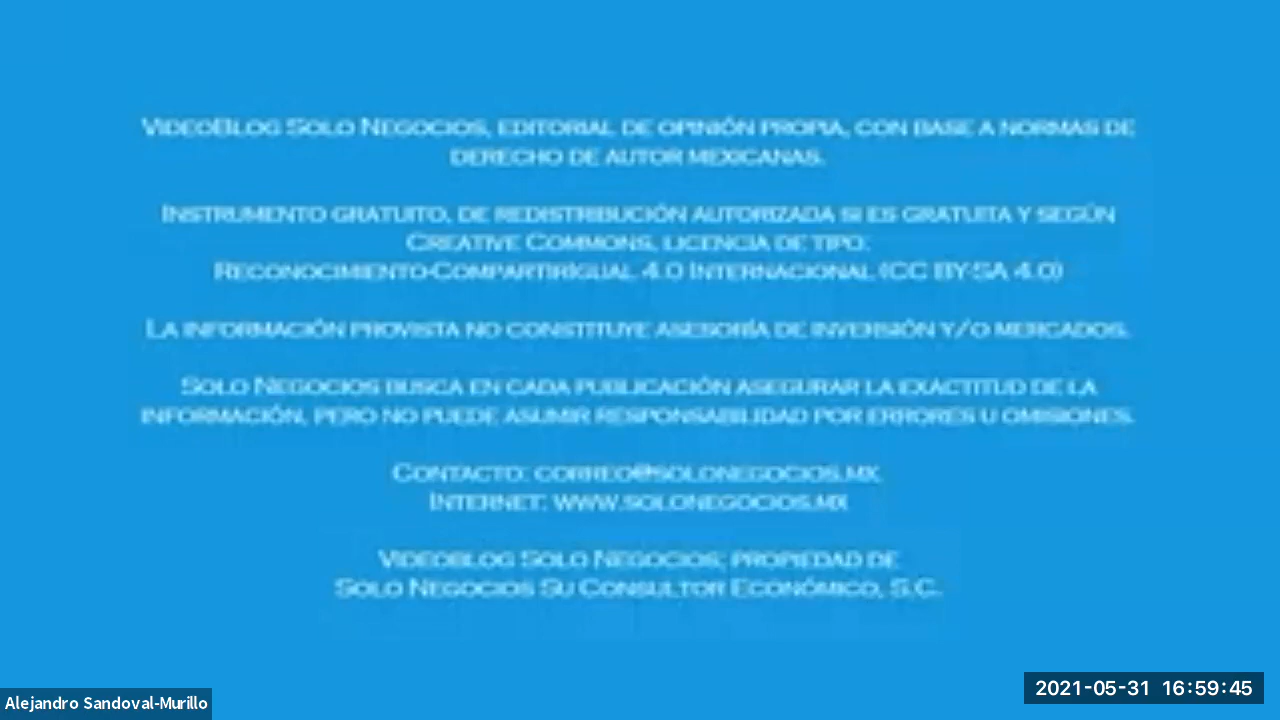 VIDEOBLOG SOLO NEGOCIOS, EDITORIAL DE OPINIÓN PROPIA, CON BASE A NORMAS DE
DERECHO DE AUTOR MEXICANAS.
INSTRUMENTO GRATUITO, DE REDISTRIBUCIÓN AUTORIZADA SI ES GRATUITA Y SEGÚN
CREATIVE COMMONS, LICENCIA DE TIPO:
RECONOCIMIENTO-COMPARTIRIGUAL 4.0 INTERNACIONAL (CC BY-SA 4.0)
LA INFORMACIÓN PROVISTA NO CONSTITUYE ASESORÍA DE INVERSIÓN Y/O MERCADOS.
SOLO NEGOCIOS BUSCA EN CADA PUBLICACIÓN ASEGURAR LA EXACTITUD DE LA
INFORMACIÓN, PERO NO PUEDE ASUMIR RESPONSABILIDAD POR ERRORES U OMISIONES.
CONTACTO: CORREO@SOLONEGOCIOS.MX
INTERNET: WWW.SOLONEGOCIOS.MX
VIDEOBLOG SOLO NEGOCIOS; PROPIEDAD DE
SOLO NEGOCIOS SU CONSULTOR ECONÓMICO, S.C.
Alejandro Sandoval-Murillo
2021-05-31 16:59:45